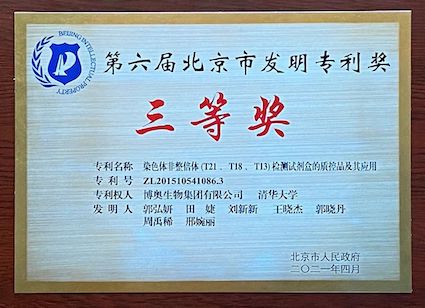 BEIJING INTELLECTUAL PROPERTY
第六届北京市发明专利奖
三等奖
专利名称 染色体非整倍体(T21 、T18 、T13)检测试剂盒的质控品及其应用
专 利 号 ZL201510541086.3
专利权人 博奥生物集团有限公司 清华大学
发 明 人 郭弘妍 田 婕 刘新新 王晓杰 郭晓丹
周禹稀 邢婉丽
北京市人民政府
二〇二一年四月